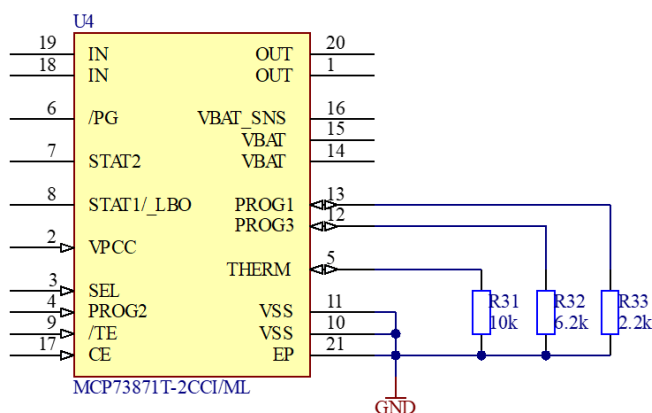 U4
19 IN OUT 20
18 IN OUT 1
6 /PG VBAT_SNS 16
VBAT 15
7 STAT2 VBAT 14
8 STAT1/_LBO PROG1 13
PROG3 12
2 VPCC
THERM 5
3 SEL
4 PROG2 VSS 11
9 /TE VSS 10
17 CE EP 21
R31 10k
R32 6.2k
R33 2.2k
MCP73871T-2CCI/ML
GND